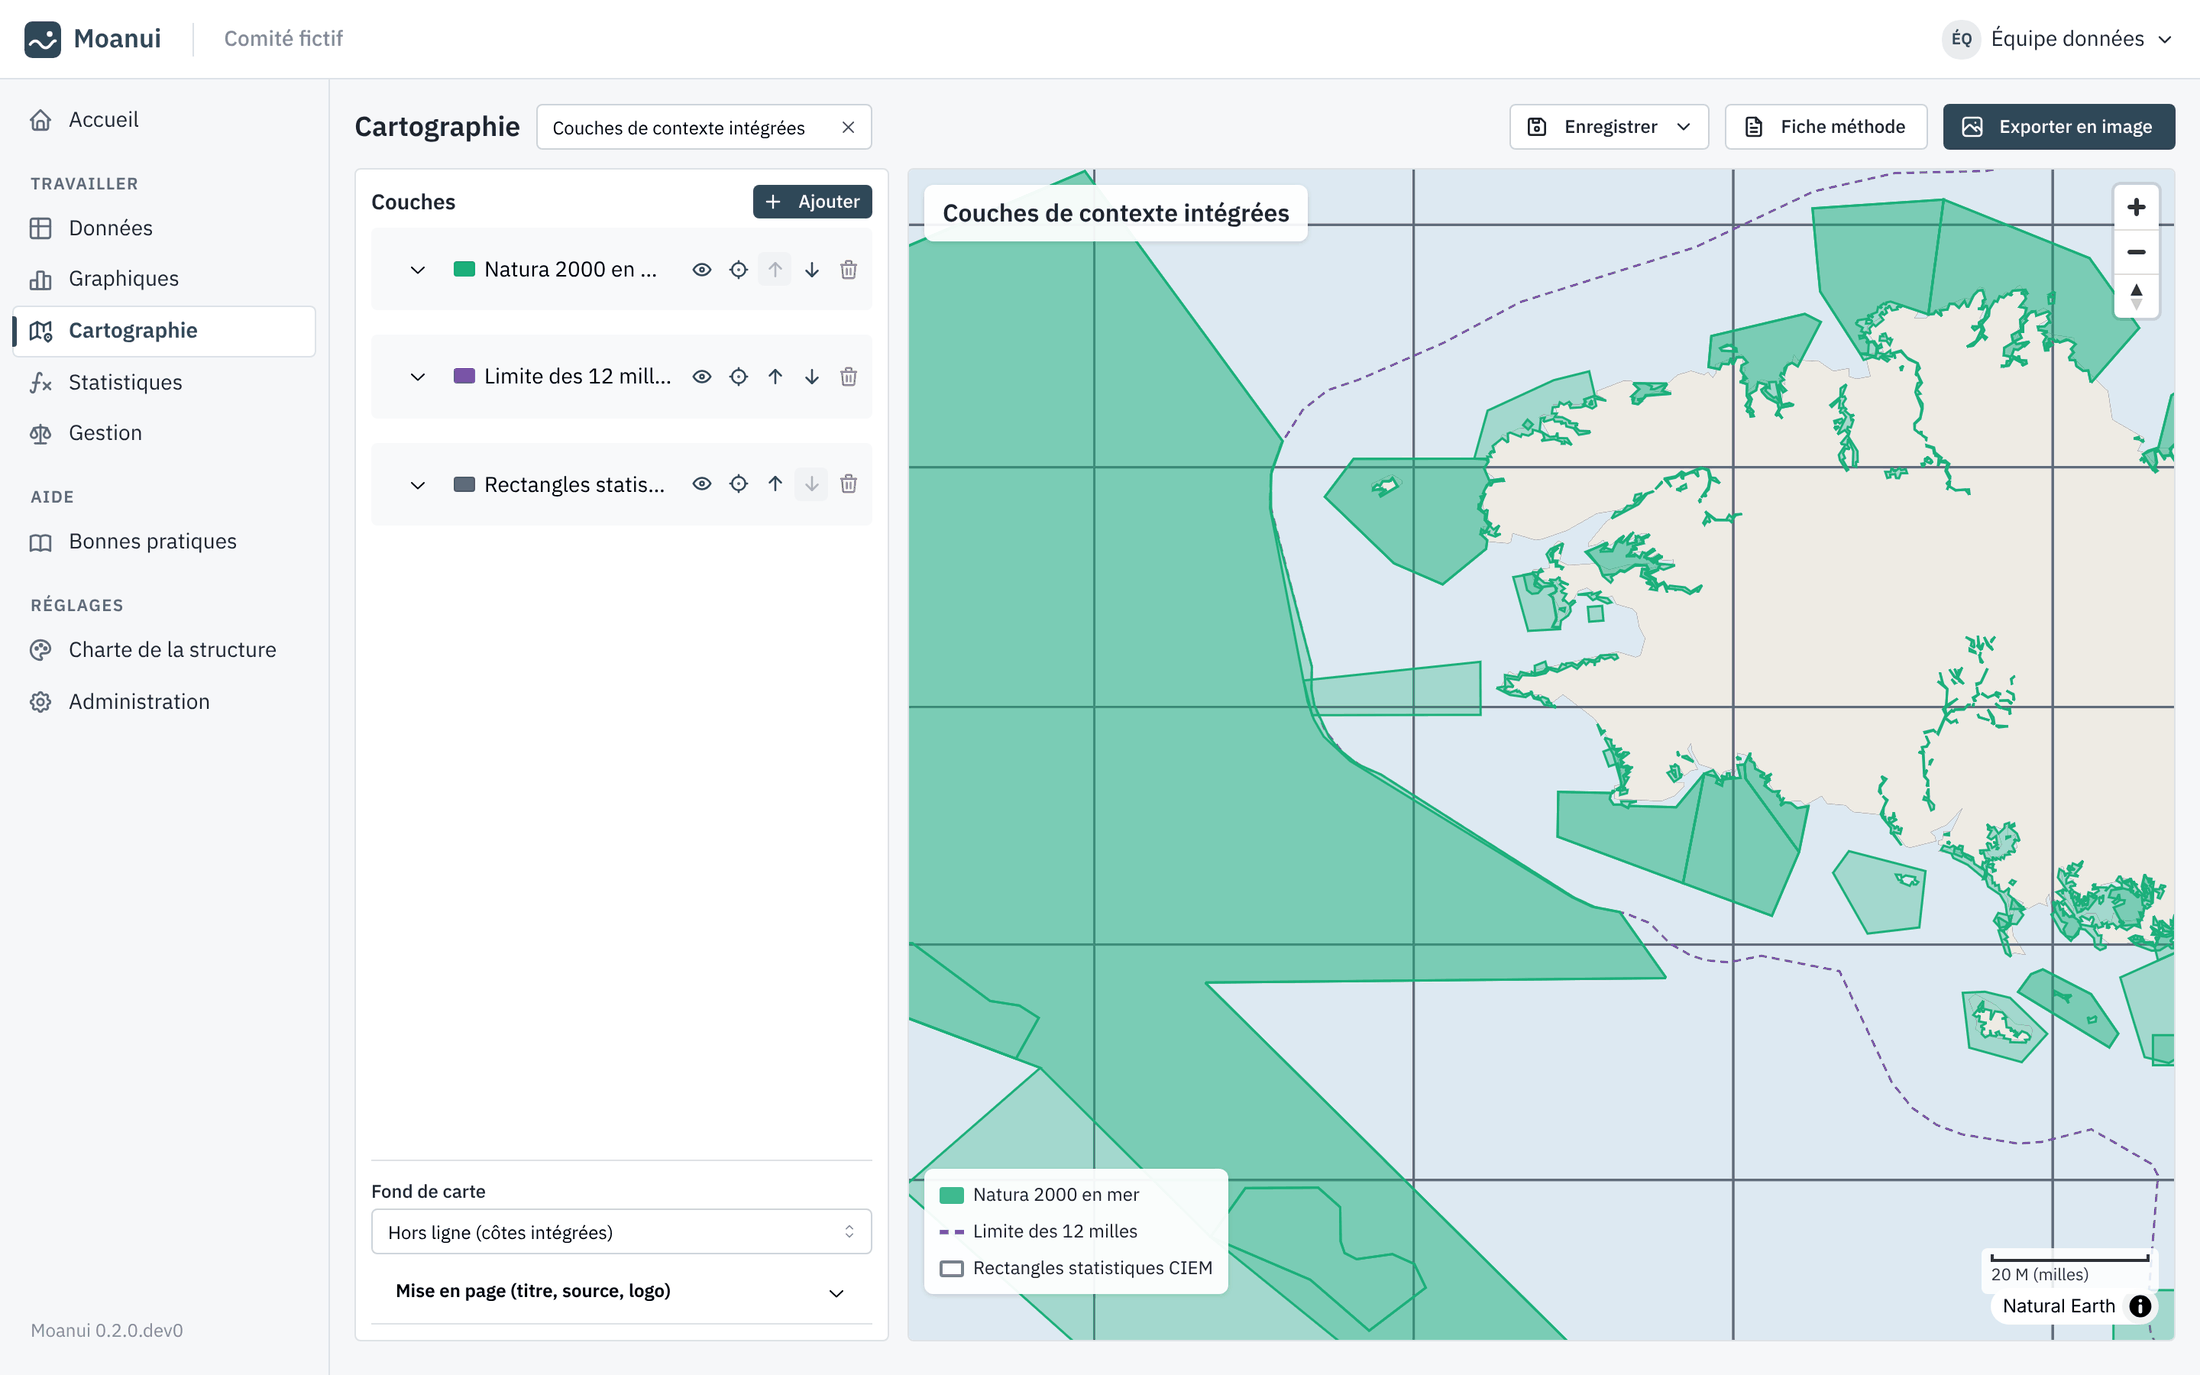 Moanui
Comité fictif
ÉQ
Équipe données
Accueil
TRAVAILLER
Données
Graphiques
Cartographie
Statistiques
Gestion
AIDE
Bonnes pratiques
RÉGLAGES
Charte de la structure
Administration
Moanui 0.2.0.dev0
Cartographie
Couches de contexte intégrées
Enregistrer
Fiche méthode
Exporter en image
Couches
Ajouter
Natura 2000 en ...
Limite des 12 mill...
Rectangles statis...
Fond de carte
Hors ligne (côtes intégrées)
Mise en page (titre, source, logo)
Couches de contexte intégrées
Natura 2000 en mer
Limite des 12 milles
Rectangles statistiques CIEM
20 M (milles)
Natural Earth